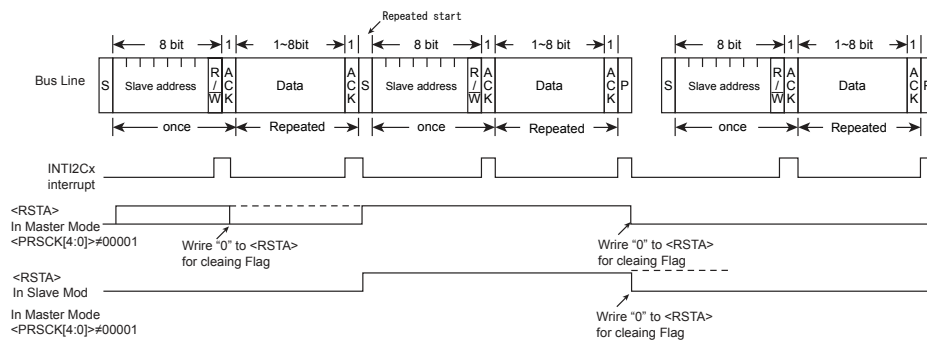 Repeated start
8 bit 1 1~8bit 1 8 bit 1 1~8 bit 1 8 bit 1 1~8 bit 1
Bus Line S Slave address R/W ACK Data ACK S Slave address R/W ACK Data ACK P S Slave address R/W ACK Data ACK P
once Repeated once Repeated once Repeated
INTI2Cx
interrupt
<RSTA>
In Master Mode
<PRSCK[4:0]>≠00001
Wrire “0” to <RSTA>
for cleaing Flag
Wrire “0” to <RSTA>
for cleaing Flag
<RSTA>
In Slave Mod
In Master Mode
<PRSCK[4:0]>≠00001
Wrire “0” to <RSTA>
for cleaing Flag